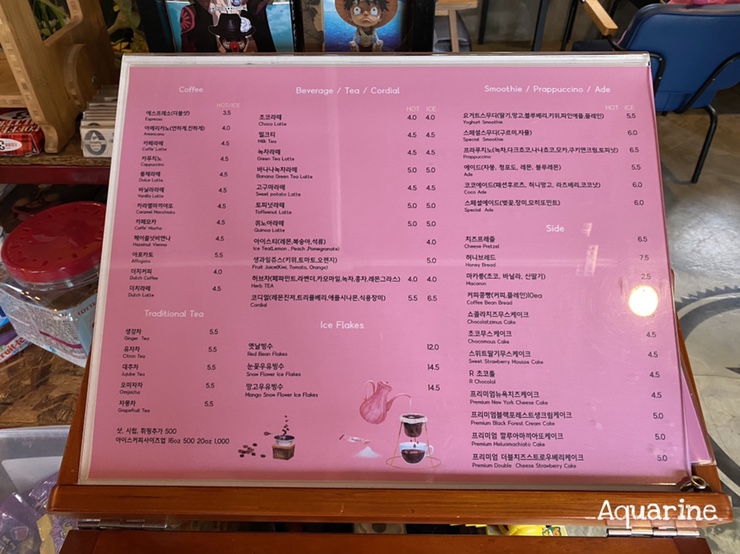 Coffee
HOT/ICE
에스프레소(더블샷) 3.5
Espresso
아메리카노(연하게,진하게) 4.0
Americano
카페라떼 4.5
Caffe Latte
카푸치노 4.5
Cappuccino
돌체라떼 4.5
Dolce Latte
바닐라라떼 4.5
Vanilla Latte
카라멜마끼아또 4.5
Caramel Macchiato
카페모카 4.5
Caffe Mocha
헤이즐넛비엔나 4.5
Hazelnut Vienna
아포카토 5.5
Affogato
더치커피 4.0
Dutch Coffee
더치라떼 4.5
Dutch Latte
Traditional Tea
생강차 5.5
Ginger Tea
유자차 5.5
Citron Tea
대추차 5.5
Jujube Tea
오미자차 5.5
Omijacha
자몽차 5.5
Grapefruit Tea
샷, 시럽, 휘핑추가 500
아이스커피사이즈업 16oz 500 20oz 1,000
Beverage / Tea / Cordial
HOT ICE
초코라떼 4.0 4.0
Choco Latte
밀크티 4.5 4.5
Milk Tea
녹차라떼 4.5 4.5
Green Tea Latte
바나나녹차라떼 5.0 5.0
Banana Green Tea Latte
고구마라떼 4.5 4.5
Sweet potato Latte
토피넛라떼 5.0 5.0
Toffeenut Latte
퀴노아라떼 5.0 5.0
Quinoa Latte
아이스티(레몬,복숭아,석류) 4.0
Ice Tea(Lemon , Peach ,Pomegranate)
생과일쥬스(키위,토마토,오렌지) 5.0
Fruit Juice(Kiwi, Tomato, Orango)
허브차(페파민트,라벤더,카모마일,녹차,홍차,레몬그라스) 4.0 4.0
Herb TEA
코디얼(레몬진저,트리플베리,애플시나몬,식용장미) 5.5 6.5
Cordial
Ice Flakes
옛날빙수 12.0
Red Bean Flakes
눈꽃우유빙수 14.5
Snow Flower Ice Flakes
망고우유빙수 14.5
Mango Snow Flower Ice Flakes
Smoothie / Prappuccino / Ade
HOT ICE
요거트스무디(딸기,망고,블루베리,키위,파인애플,플레인) 5.5
Yoghurt Smoothie
스페셜스무디(구르미,자몽) 6.0
Special Smoothie
프라푸치노(녹차,다크초코,나나초코,모카,쿠키앤크림,토피넛) 6.5
Prappuccino
에이드(자몽, 청포도, 레몬, 블루레몬) 5.5
Ade
코코에이드(패션후르츠, 허니망고, 라즈베리,코코넛) 6.0
Coco Ade
스페셜에이드(벚꽃,장미,모히또민트) 6.0
Special Ade
Side
치즈프레즐 6.5
Cheese Pretzel
허니브레드 7.5
Honey Bread
마카롱(초코, 바닐라, 산딸기) 2.5
Macaron
커피콩빵(커피,플레인)10ea
Coffee Bean Bread
쇼콜라치즈무스케이크
Chocolatzimus Cake
초코무스케이크 4.5
Chocomous Cake
스위트딸기무스케이크 4.5
Sweet Strawberry Mousse Cake
R 초코롤 4.5
R Chocolal
프리미엄뉴욕치즈케이크 4.5
Premium New York Cheese Cake
프리미엄블랙포레스트생크림케이크 5.0
Premium Black Forest Cream Cake
프리미엄 깔루아마끼아또케이크 5.0
Premium Meluamachiato Cake
프리미엄 더블치즈스트로우베리케이크 5.0
Premium Double Cheese Strawberry Cake
Aquarine